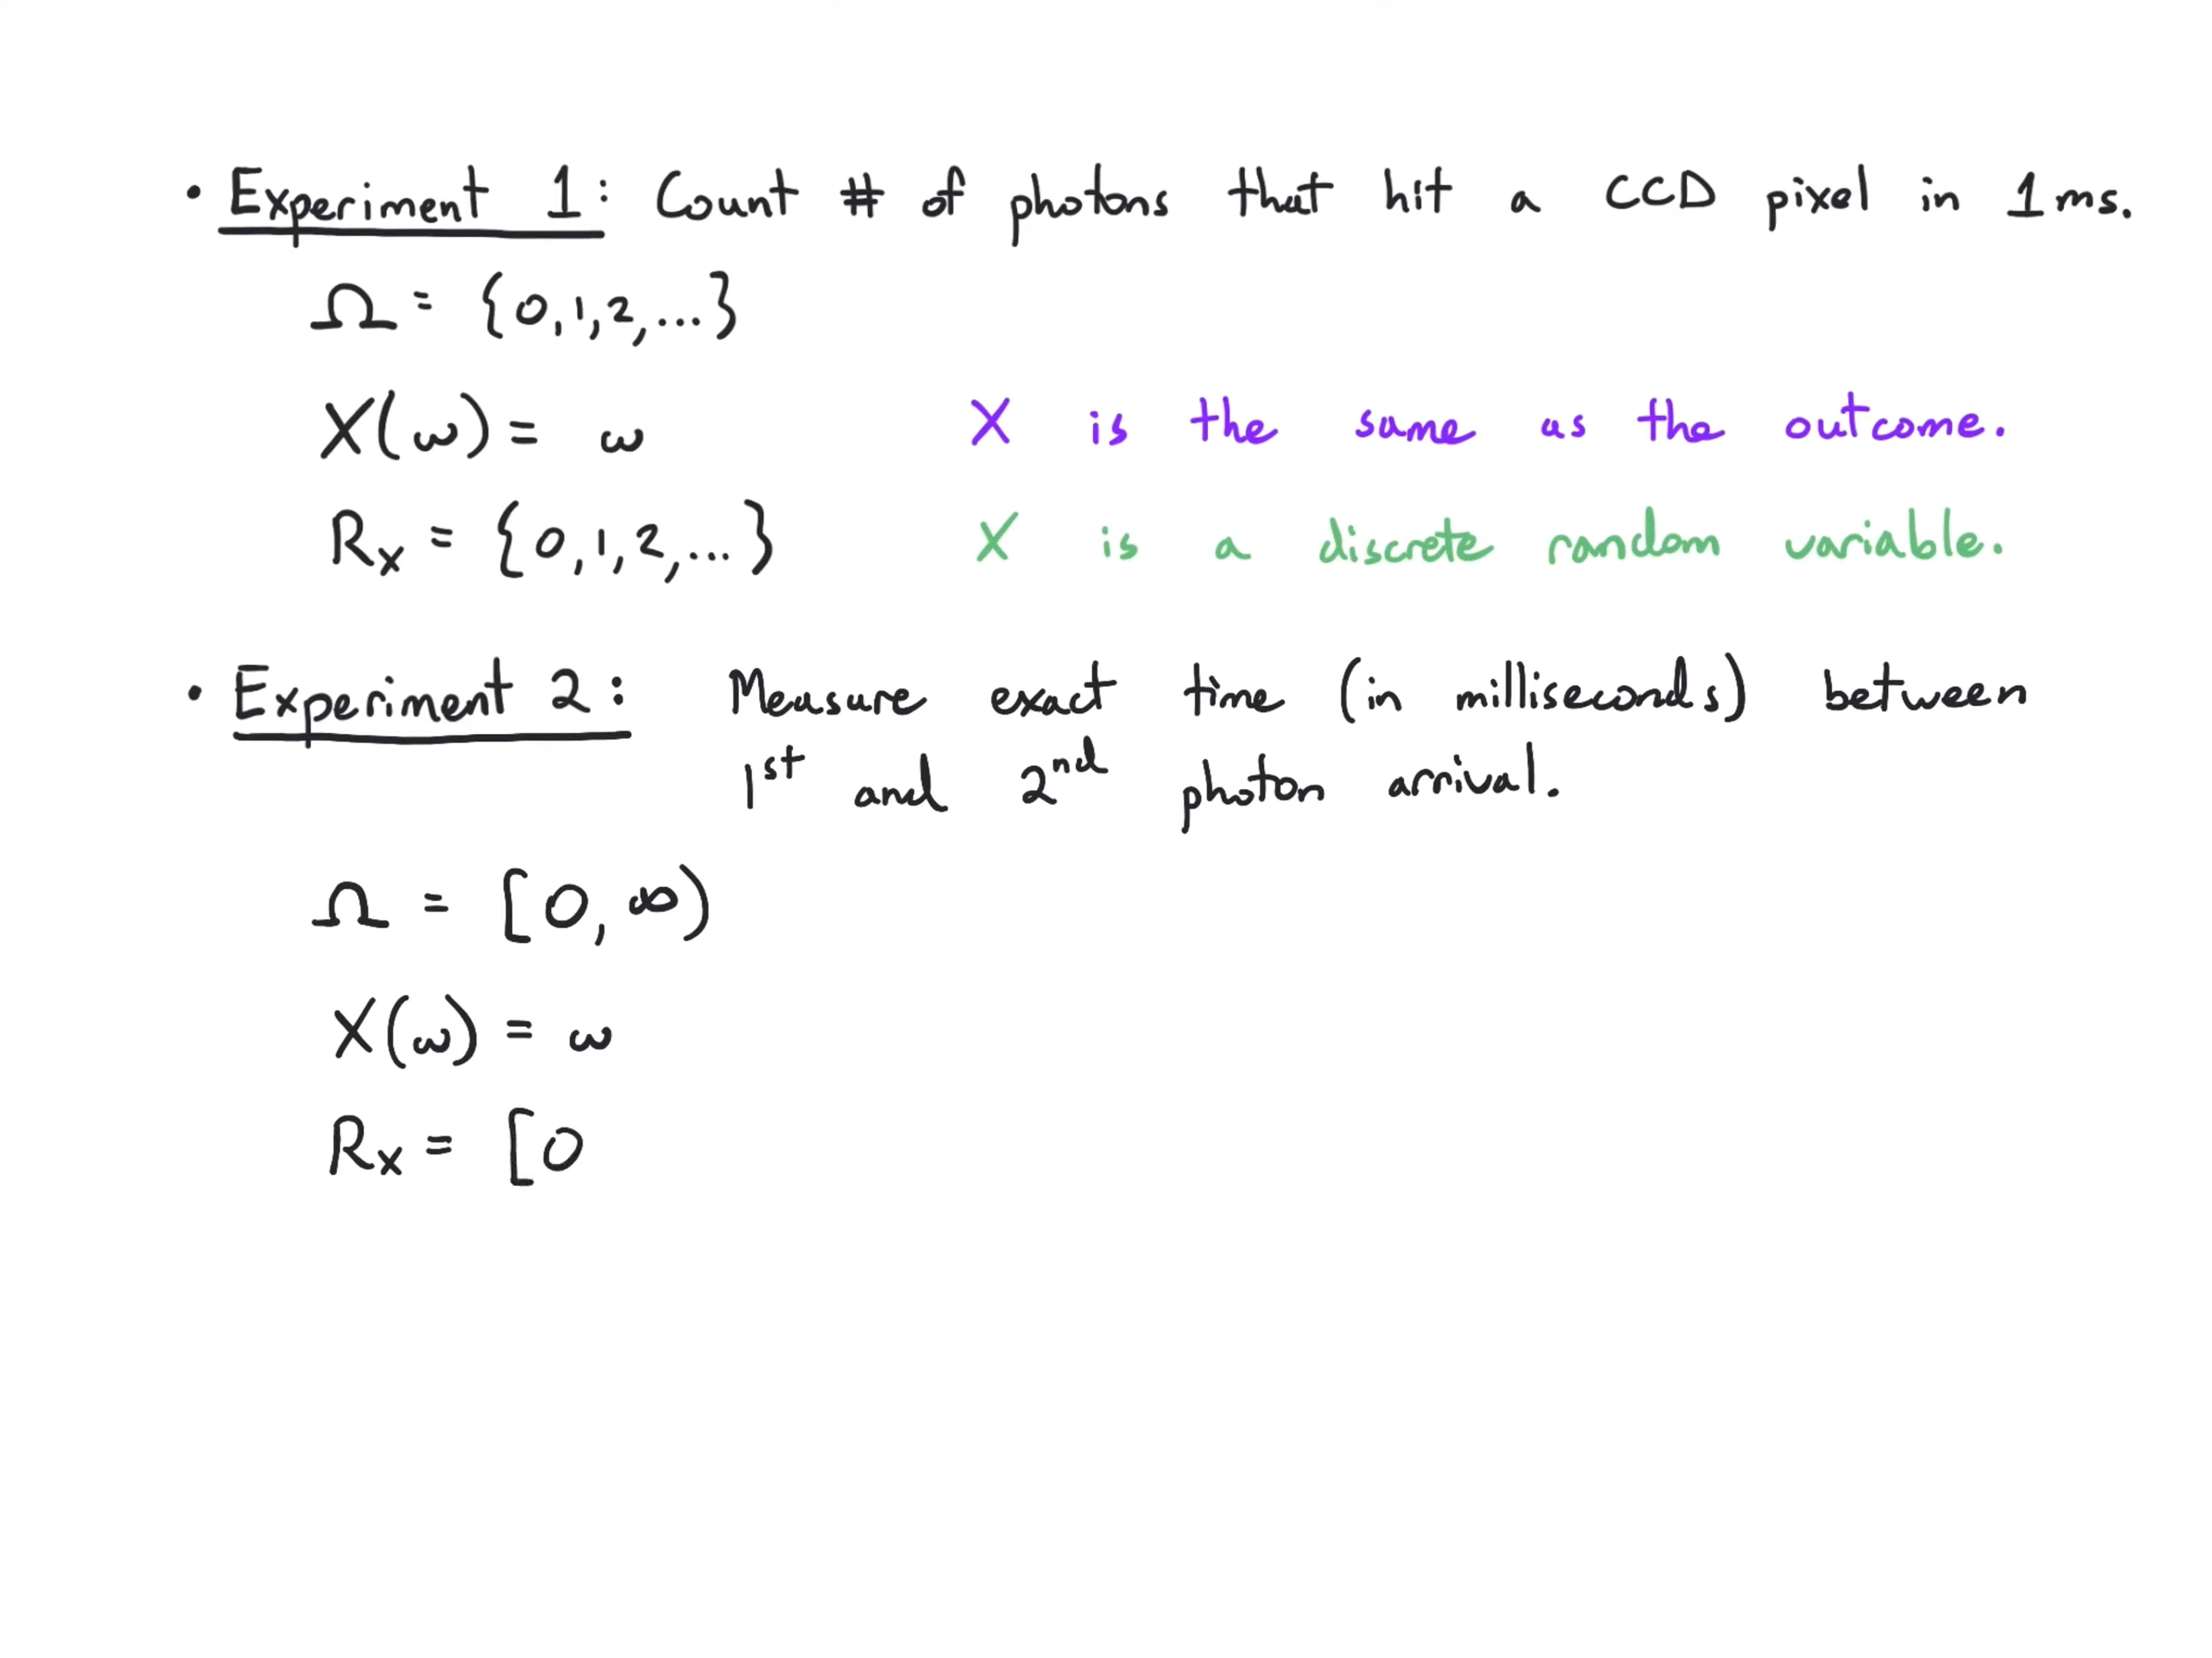 • Experiment 1: Count # of photons that hit a CCD pixel in 1 ms.
Ω = {0,1,2,...}
X(ω) = ω X is the same as the outcome.
Rₓ = {0,1,2,...} X is a discrete random variable.
• Experiment 2: Measure exact time (in milliseconds) between
1ˢᵗ and 2ⁿᵈ photon arrival.
Ω = [0, ∞)
X(ω) = ω
Rₓ = [0